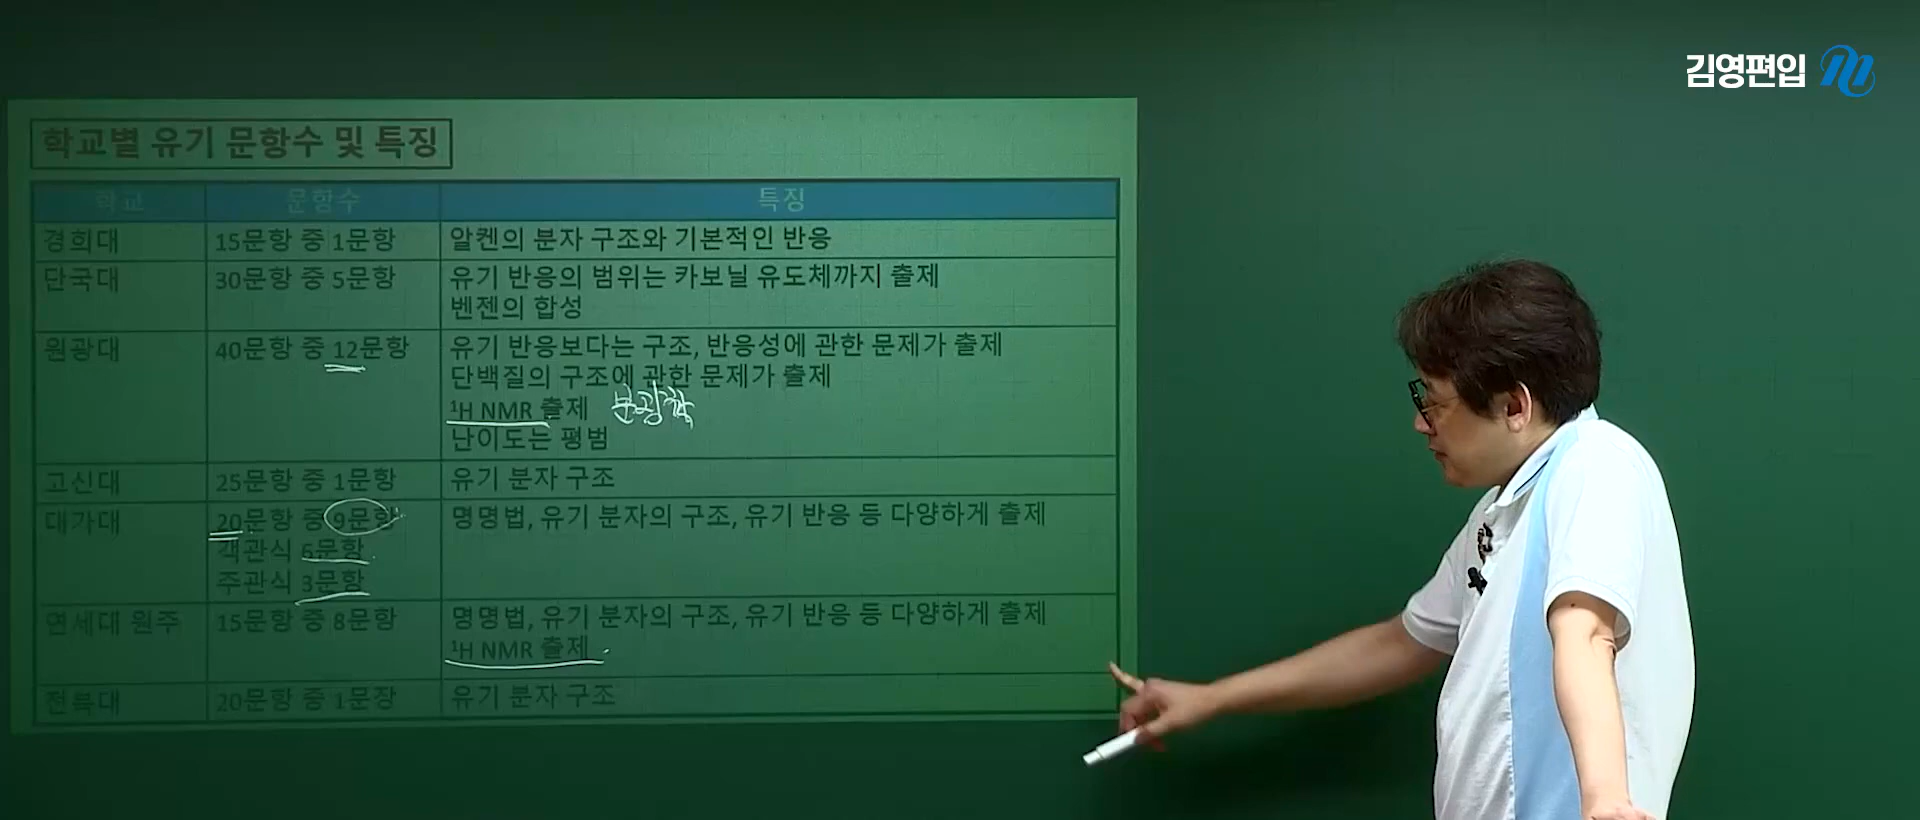 김영편입
학교별 유기 문항수 및 특징
학교 문항수 특징
경희대 15문항 중 1문항 알켄의 분자 구조와 기본적인 반응
단국대 30문항 중 5문항 유기 반응의 범위는 카보닐 유도체까지 출제
벤젠의 합성
원광대 40문항 중 12문항 유기 반응보다는 구조, 반응성에 관한 문제가 출제
단백질의 구조에 관한 문제가 출제
¹H NMR 출제 분광학
난이도는 평범
고신대 25문항 중 1문항 유기 분자 구조
대가대 20문항 중 9문항 명명법, 유기 분자의 구조, 유기 반응 등 다양하게 출제
객관식 6문항
주관식 3문항
연세대 원주 15문항 중 8문항 명명법, 유기 분자의 구조, 유기 반응 등 다양하게 출제
¹H NMR 출제
전북대 20문항 중 1문장 유기 분자 구조